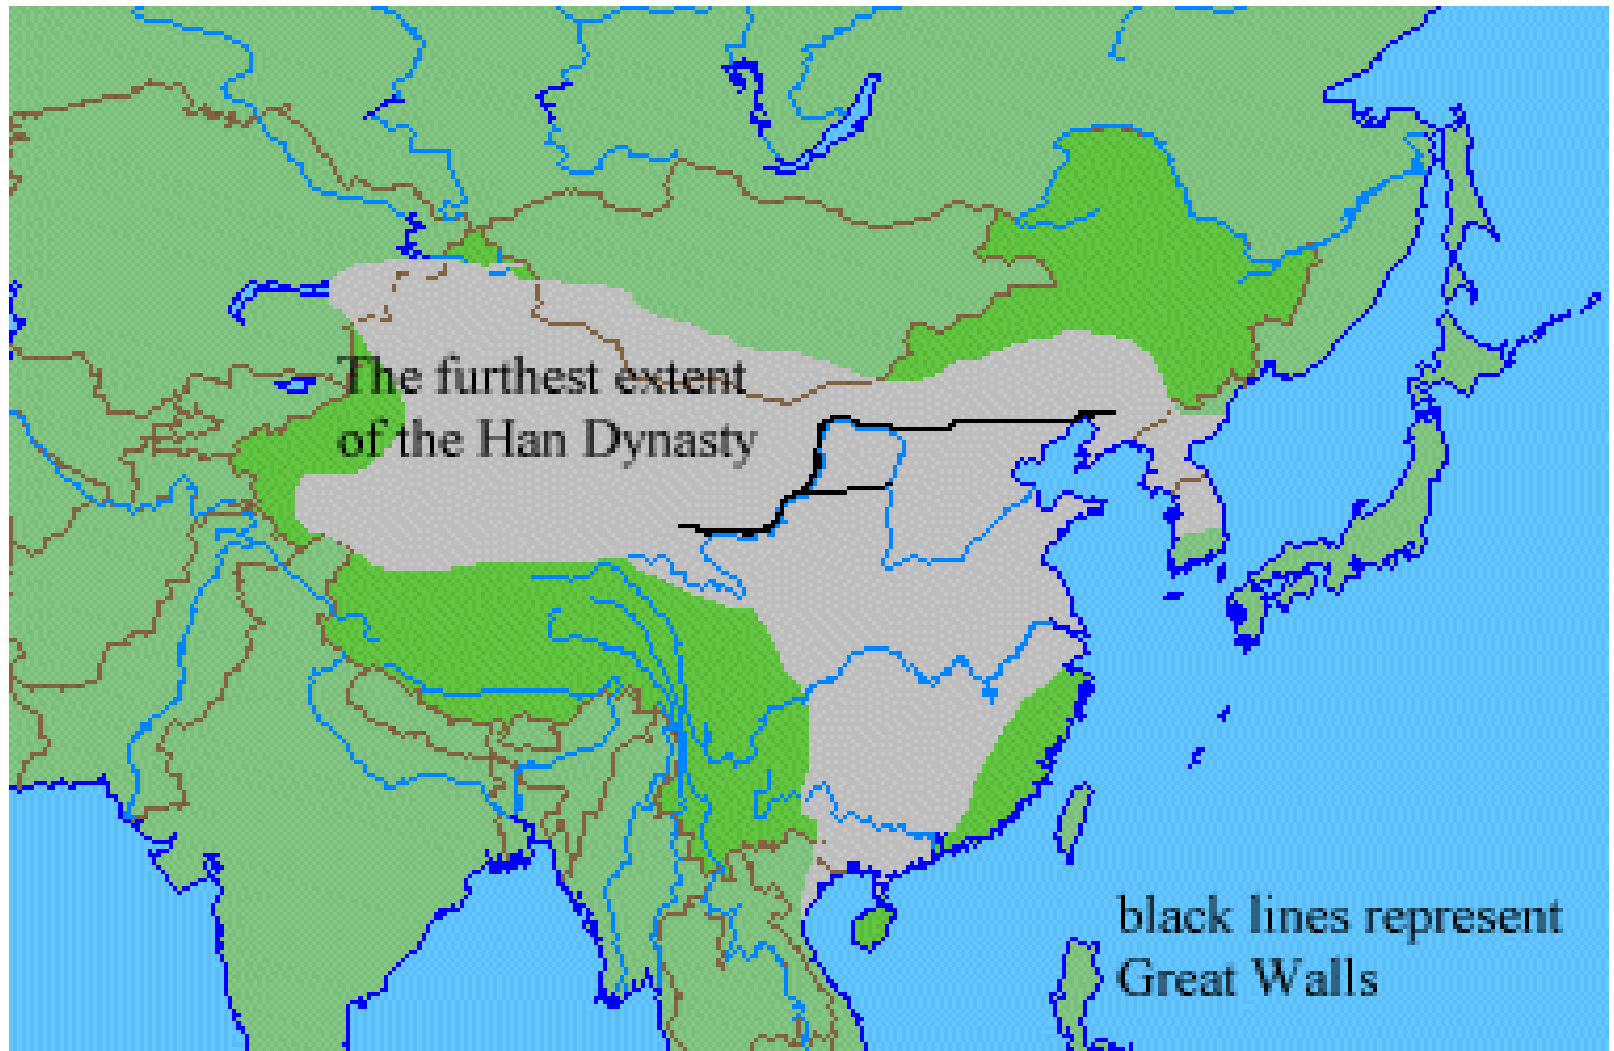 The furthest extent
of the Han Dynasty
black lines represent
Great Walls